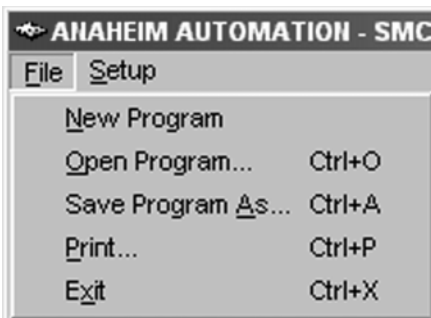 ANAHEIM AUTOMATION - SMC
File Setup
New Program
Open Program... Ctrl+O
Save Program As... Ctrl+A
Print... Ctrl+P
Exit Ctrl+X